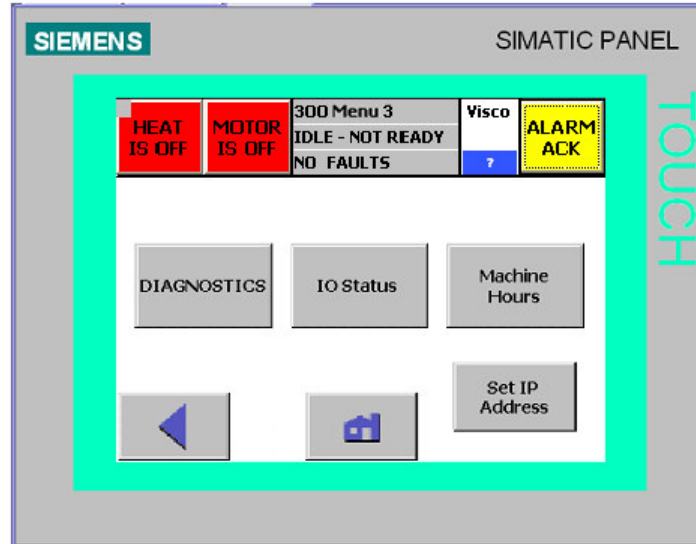 SIEMENS
SIMATIC PANEL
TOUCH
HEAT
IS OFF
MOTOR
IS OFF
300 Menu 3
IDLE - NOT READY
NO FAULTS
Visco
?
ALARM
ACK
DIAGNOSTICS
IO Status
Machine
Hours
Set IP
Address